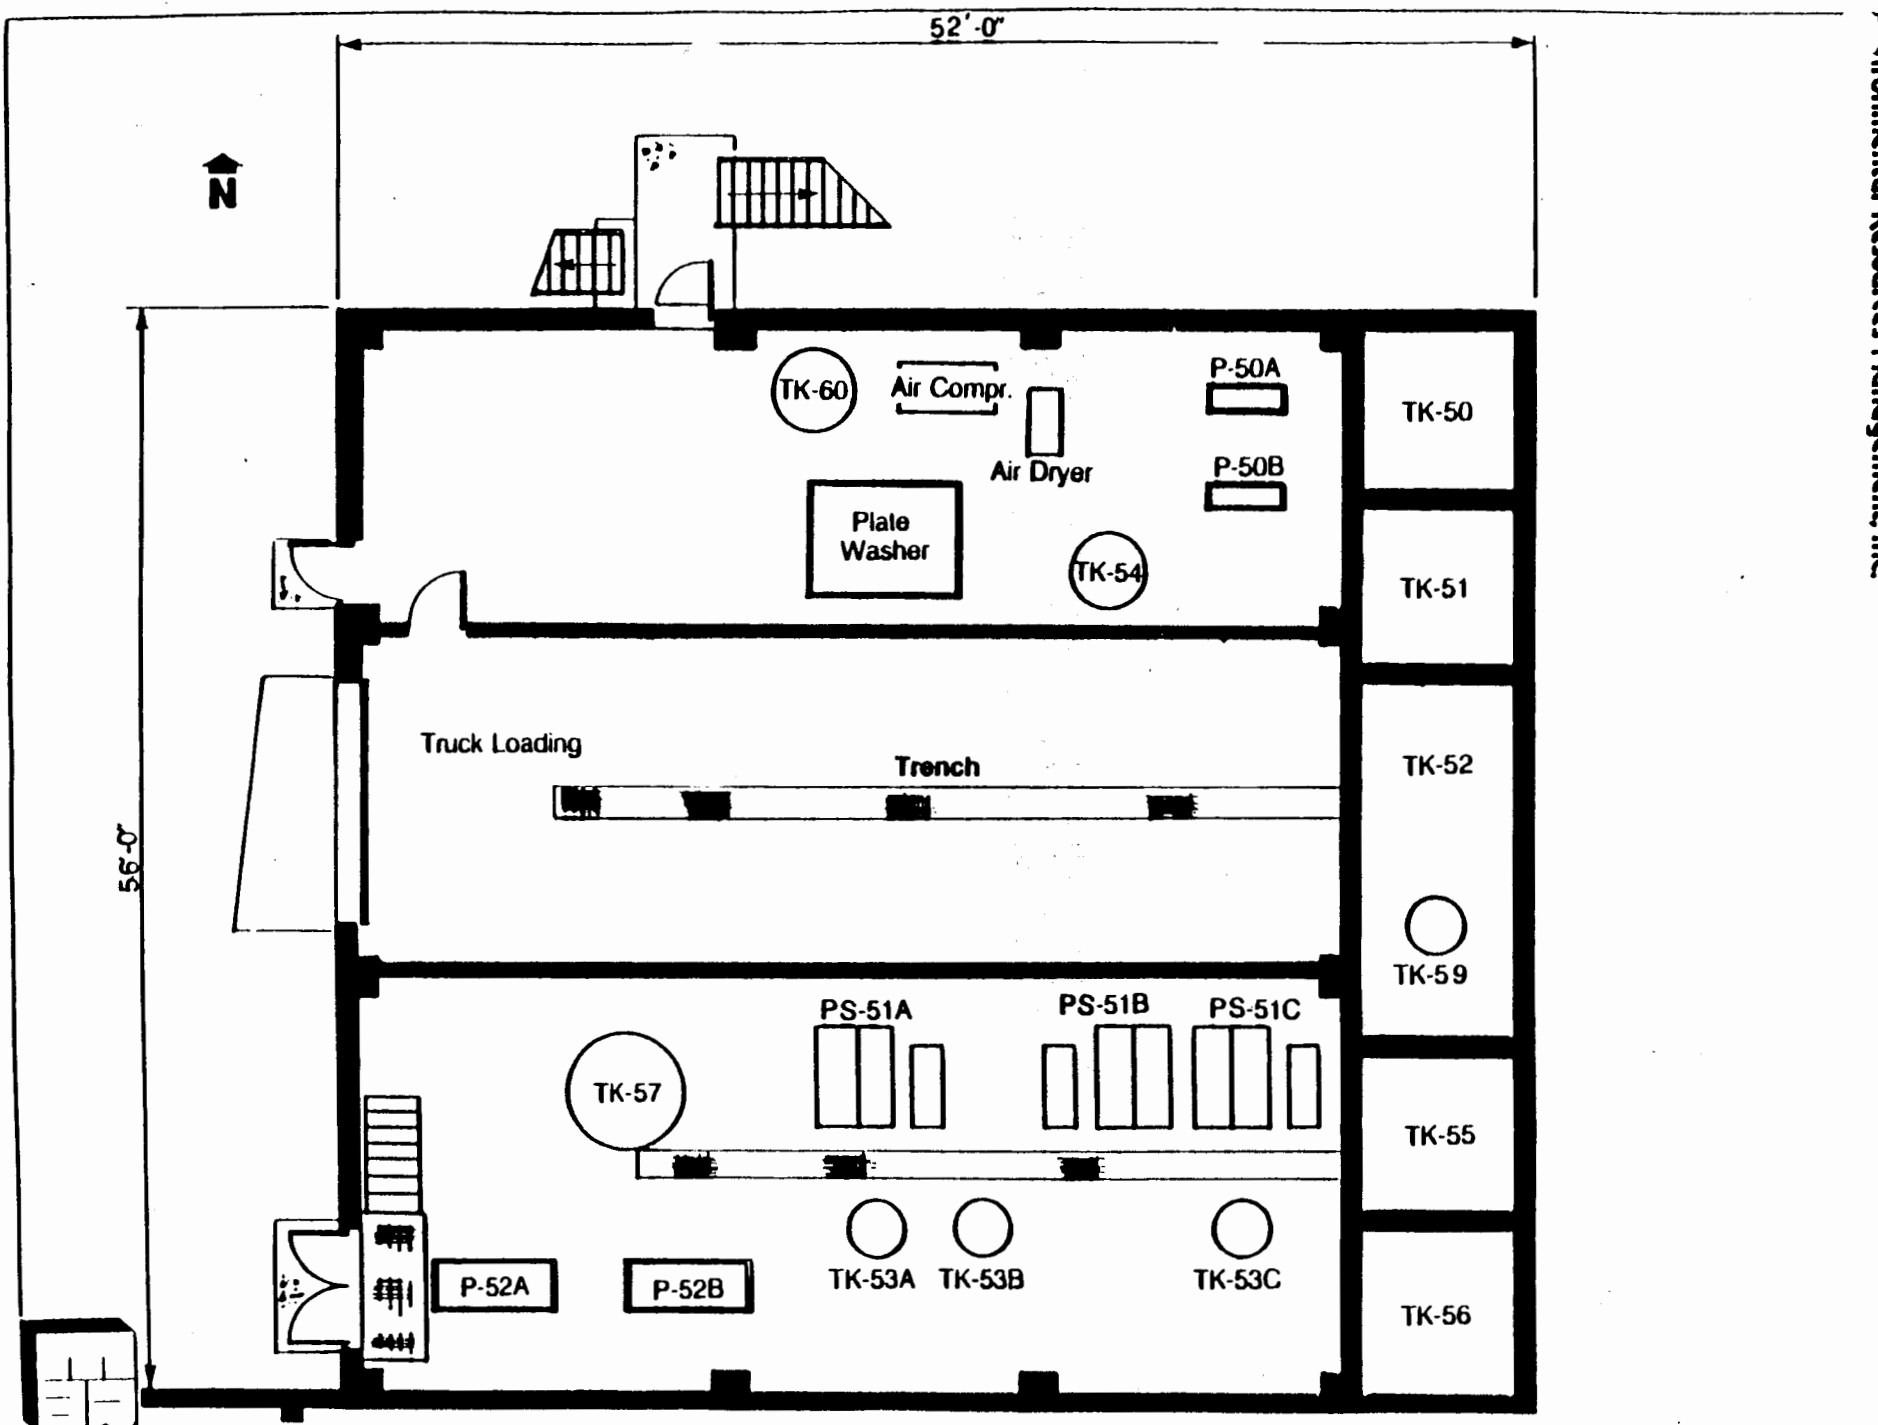 52'-0"
N
TK-60
Air Compr.
P-50A
TK-50
Air Dryer
P-50B
Plate
Washer
TK-54
TK-51
Truck Loading
Trench
TK-52
56'-0"
TK-59
PS-51A
PS-51B
PS-51C
TK-57
TK-55
P-52A
P-52B
TK-53A
TK-53B
TK-53C
TK-56